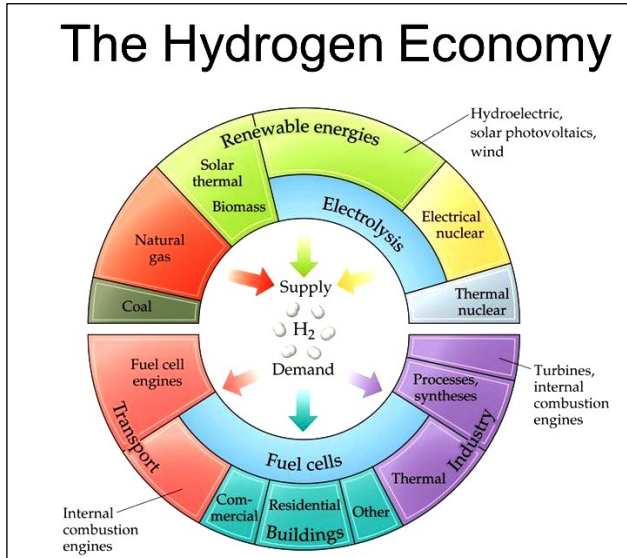 The Hydrogen Economy
Hydroelectric,
solar photovoltaics,
wind
Renewable energies
Solar
thermal
Biomass
Electrolysis
Electrical
nuclear
Natural
gas
Thermal
nuclear
Coal
Supply
H₂
Demand
Fuel cell
engines
Transport
Internal
combustion
engines
Fuel cells
Com-
mercial
Residential
Other
Buildings
Thermal
Processes,
syntheses
Industry
Turbines,
internal
combustion
engines